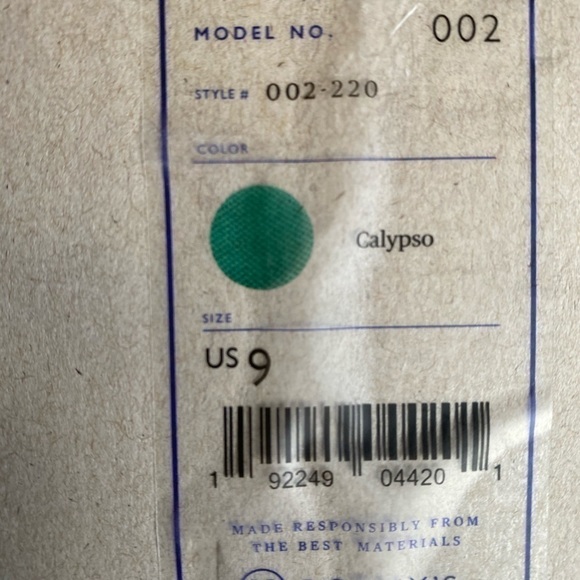 MODEL NO. 002
STYLE # 002-220
COLOR
Calypso
SIZE
US 9
1 92249 04420 1
MADE RESPONSIBLY FROM
THE BEST MATERIALS